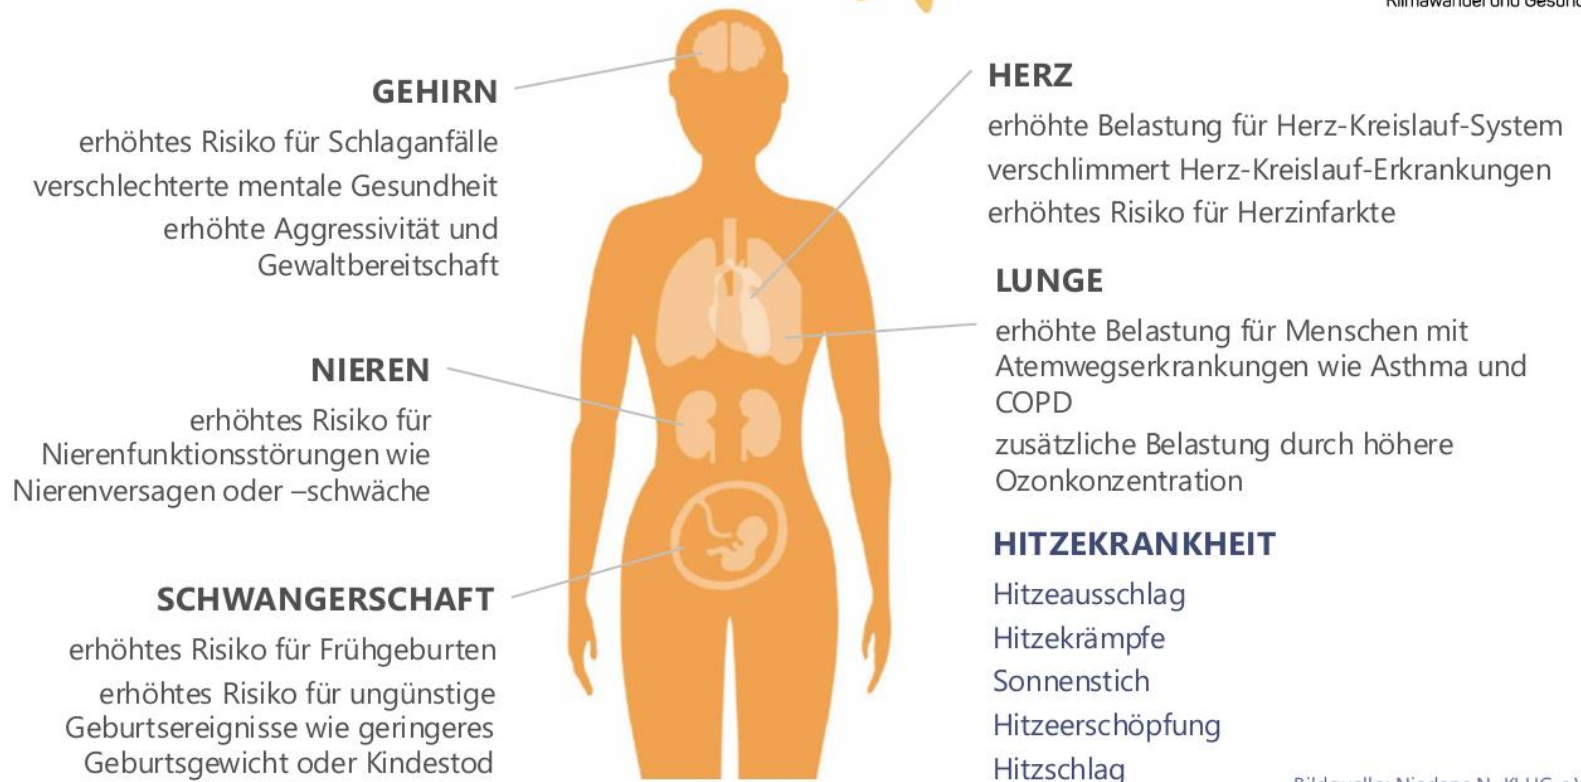 Klimawandel und Gesund
GEHIRN
erhöhtes Risiko für Schlaganfälle
verschlechterte mentale Gesundheit
erhöhte Aggressivität und
Gewaltbereitschaft
NIEREN
erhöhtes Risiko für
Nierenfunktionsstörungen wie
Nierenversagen oder –schwäche
SCHWANGERSCHAFT
erhöhtes Risiko für Frühgeburten
erhöhtes Risiko für ungünstige
Geburtsereignisse wie geringeres
Geburtsgewicht oder Kindestod
HERZ
erhöhte Belastung für Herz-Kreislauf-System
verschlimmert Herz-Kreislauf-Erkrankungen
erhöhtes Risiko für Herzinfarkte
LUNGE
erhöhte Belastung für Menschen mit
Atemwegserkrankungen wie Asthma und
COPD
zusätzliche Belastung durch höhere
Ozonkonzentration
HITZEKRANKHEIT
Hitzeausschlag
Hitzekrämpfe
Sonnenstich
Hitzeerschöpfung
Hitzschlag